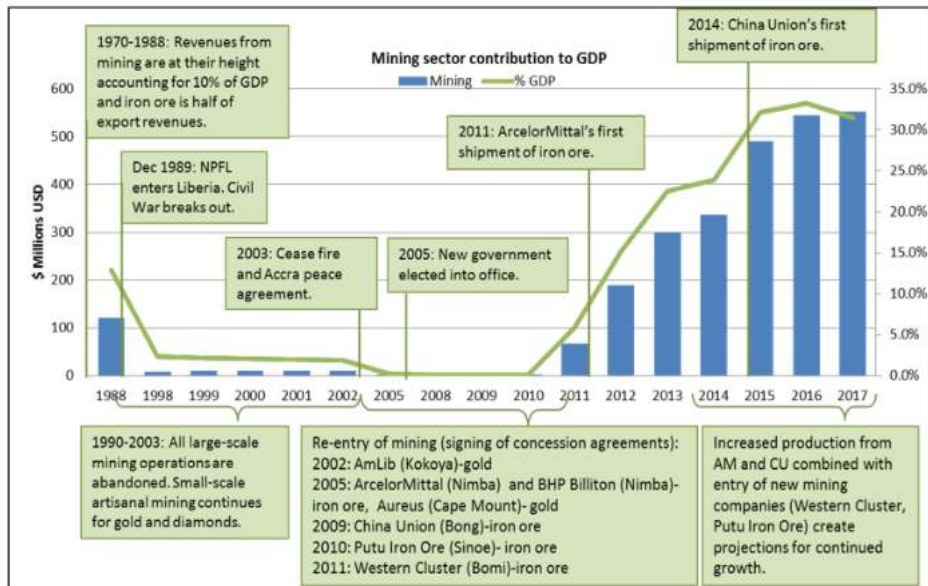 1970-1988: Revenues from
mining are at their height
accounting for 10% of GDP
and iron ore is half of
export revenues.
2014: China Union's first
shipment of iron ore.
Mining sector contribution to GDP
Mining
% GDP
Dec 1989: NPFL
enters Liberia. Civil
War breaks out.
2011: ArcelorMittal's first
shipment of iron ore.
2003: Cease fire
and Accra peace
agreement.
2005: New government
elected into office.
$ Millions USD
600
500
400
300
200
100
0
35.0%
30.0%
25.0%
20.0%
15.0%
10.0%
5.0%
0.0%
1988 1998 1999 2000 2001 2002 2005 2008 2009 2010 2011 2012 2013 2014 2015 2016 2017
1990-2003: All large-scale
mining operations are
abandoned. Small-scale
artisanal mining continues
for gold and diamonds.
Re-entry of mining (signing of concession agreements):
2002: AmLib (Kokoya)-gold
2005: ArcelorMittal (Nimba) and BHP Billiton (Nimba)-
iron ore, Aureus (Cape Mount)- gold
2009: China Union (Bong)-iron ore
2010: Putu Iron Ore (Sinoe)- iron ore
2011: Western Cluster (Bomi)-iron ore
Increased production from
AM and CU combined with
entry of new mining
companies (Western Cluster,
Putu Iron Ore) create
projections for continued
growth.